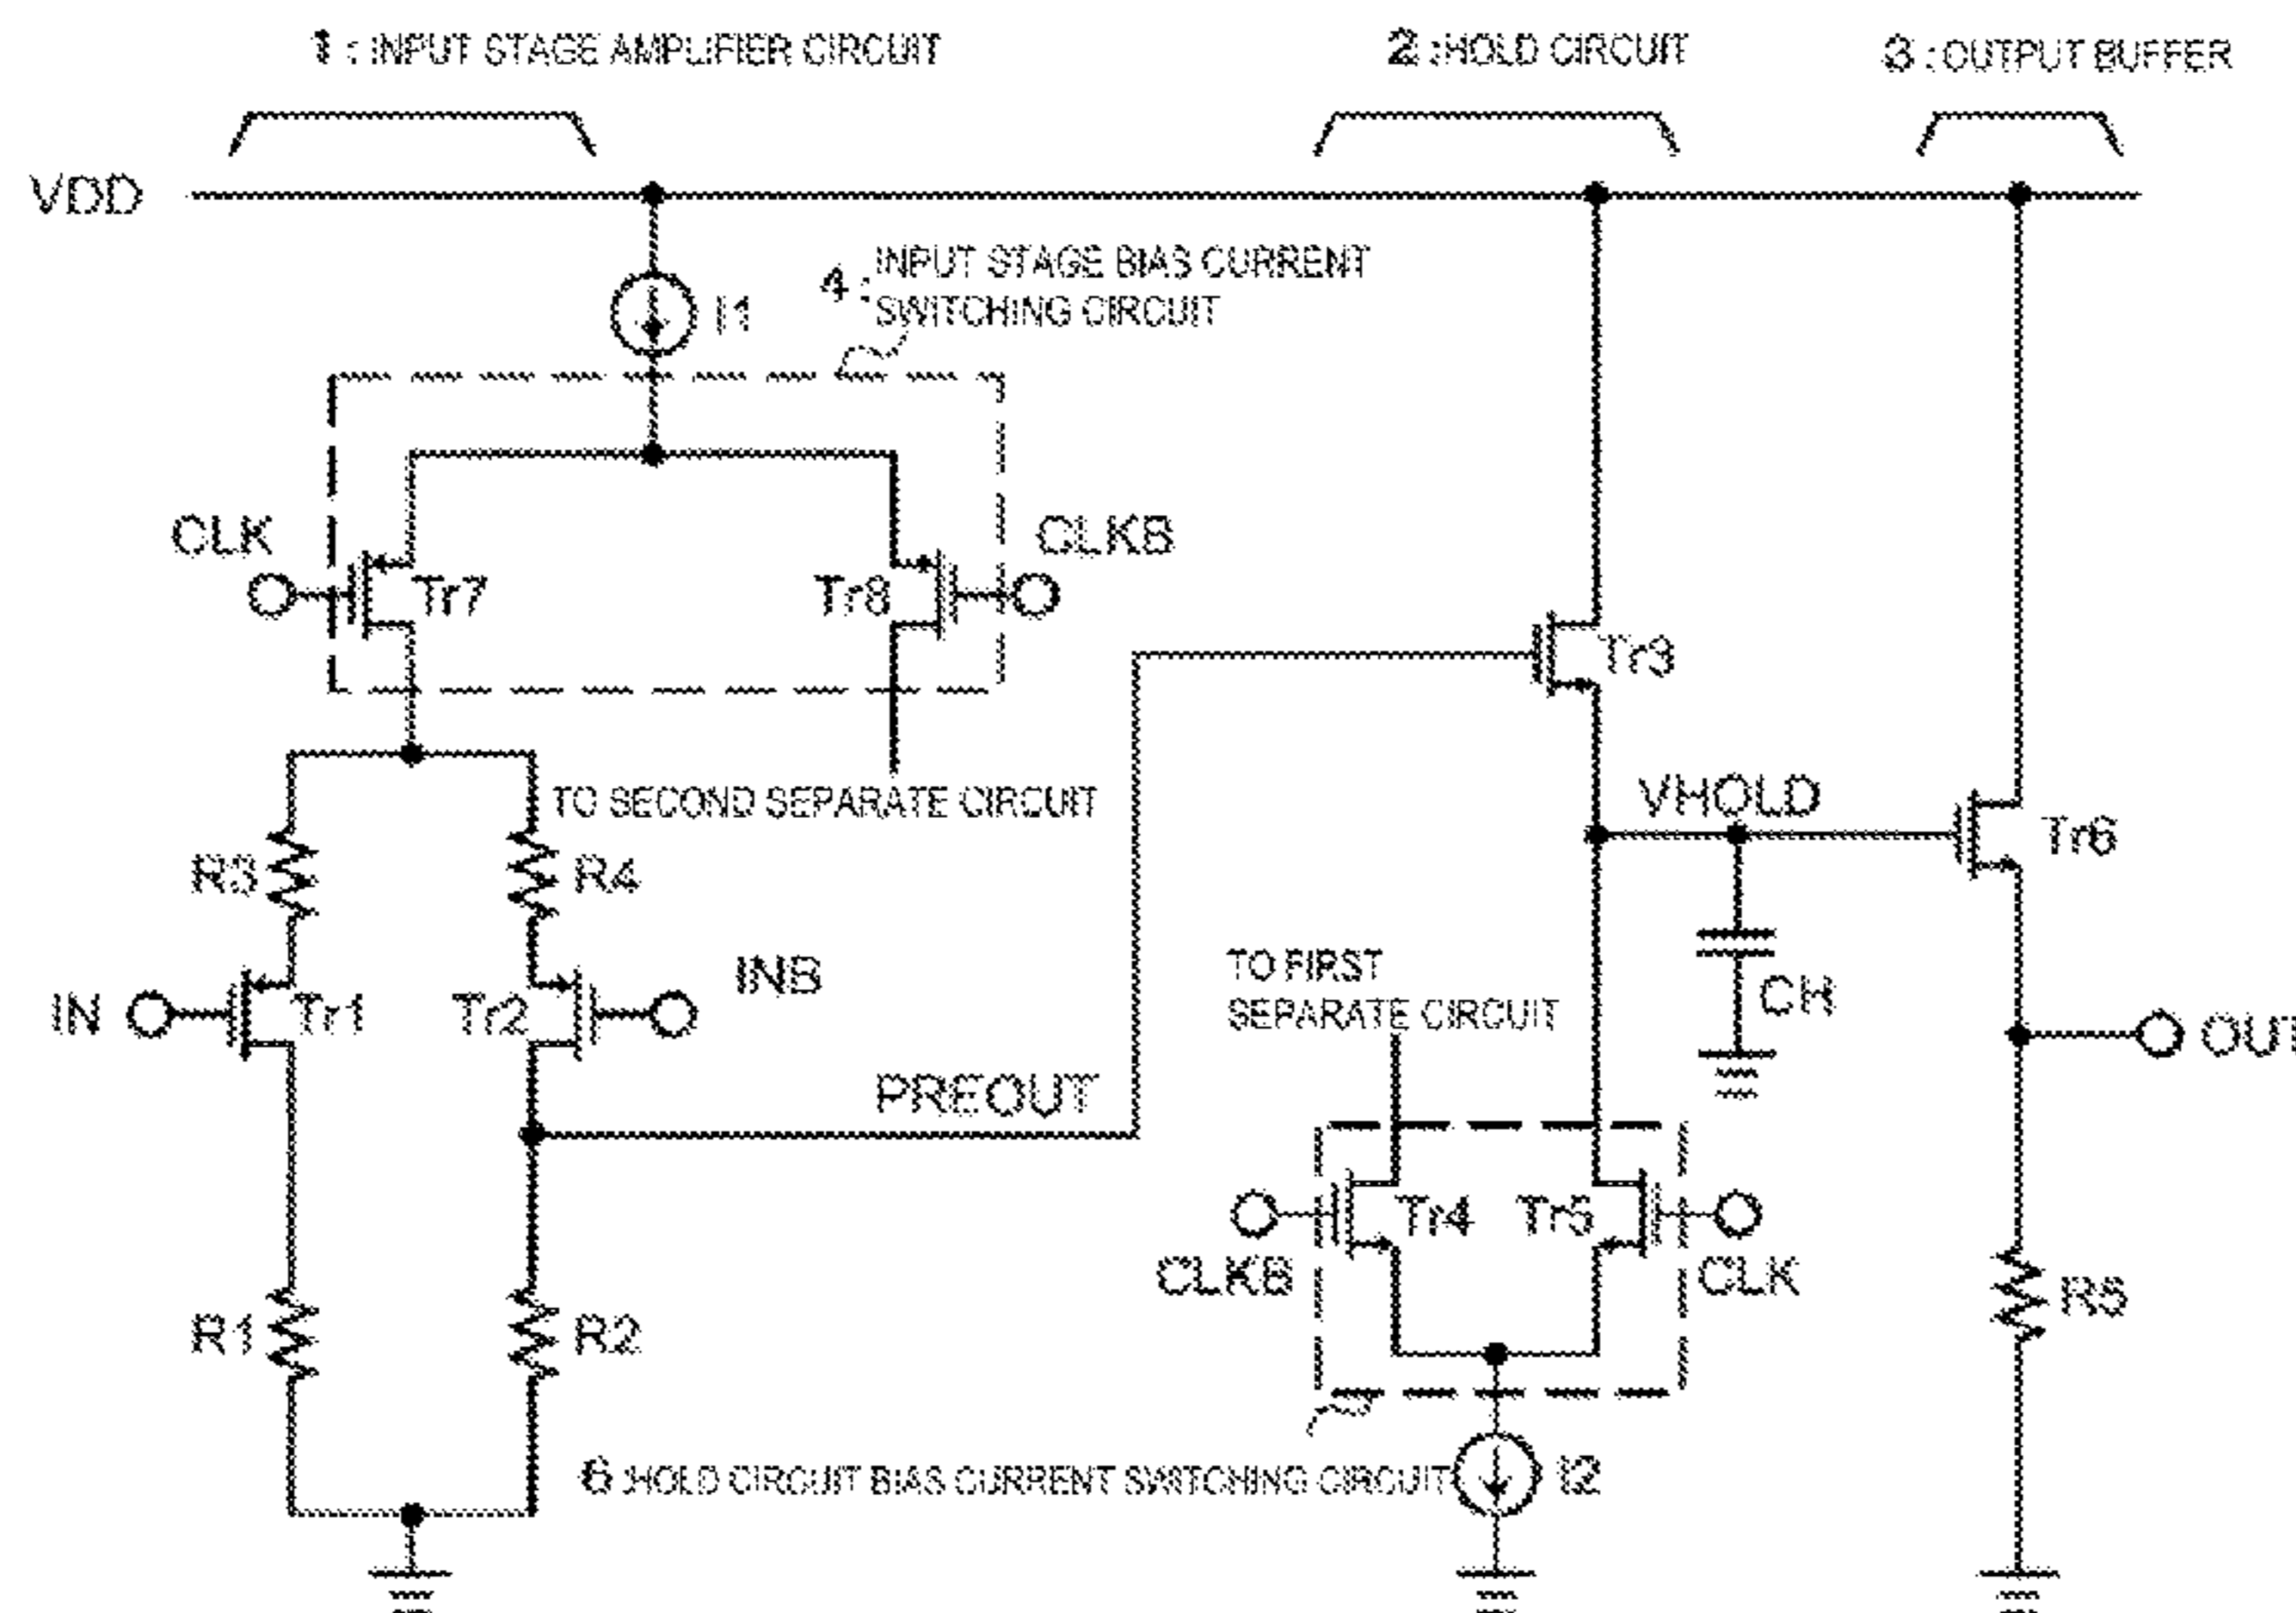 1 : INPUT STAGE AMPLIFIER CIRCUIT
2 : HOLD CIRCUIT
3 : OUTPUT BUFFER
VDD
I1
4 : INPUT STAGE BIAS CURRENT
SWITCHING CIRCUIT
CLK
CLKB
Tr7
Tr8
Tr3
TO SECOND SEPARATE CIRCUIT
VHOLD
Tr6
R3
R4
IN
Tr1
Tr2
INB
TO FIRST
SEPARATE CIRCUIT
CH
OUT
PREOUT
Tr4
Tr5
CLKB
CLK
R1
R2
R5
6 : HOLD CIRCUIT BIAS CURRENT SWITCHING CIRCUIT
I2